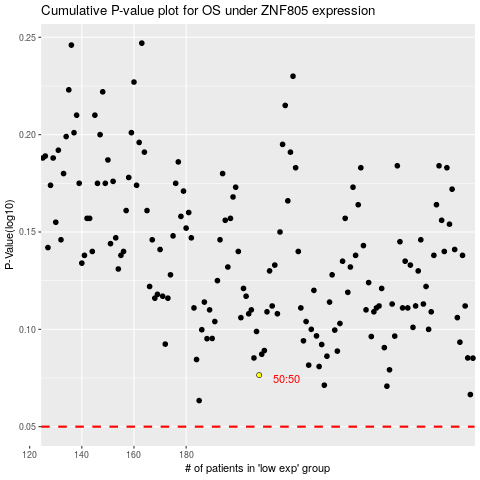 Cumulative P-value plot for OS under ZNF805 expression
P-Value(log10)
0.25
0.20
0.15
0.10
0.05
50:50
120 140 160 180
# of patients in 'low exp' group